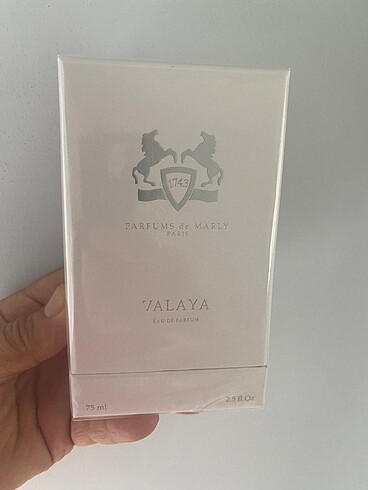 1743
PARFUMS de MARLY
PARIS
VALAYA
EAU DE PARFUM
75 ml
2.5 fl.Oz